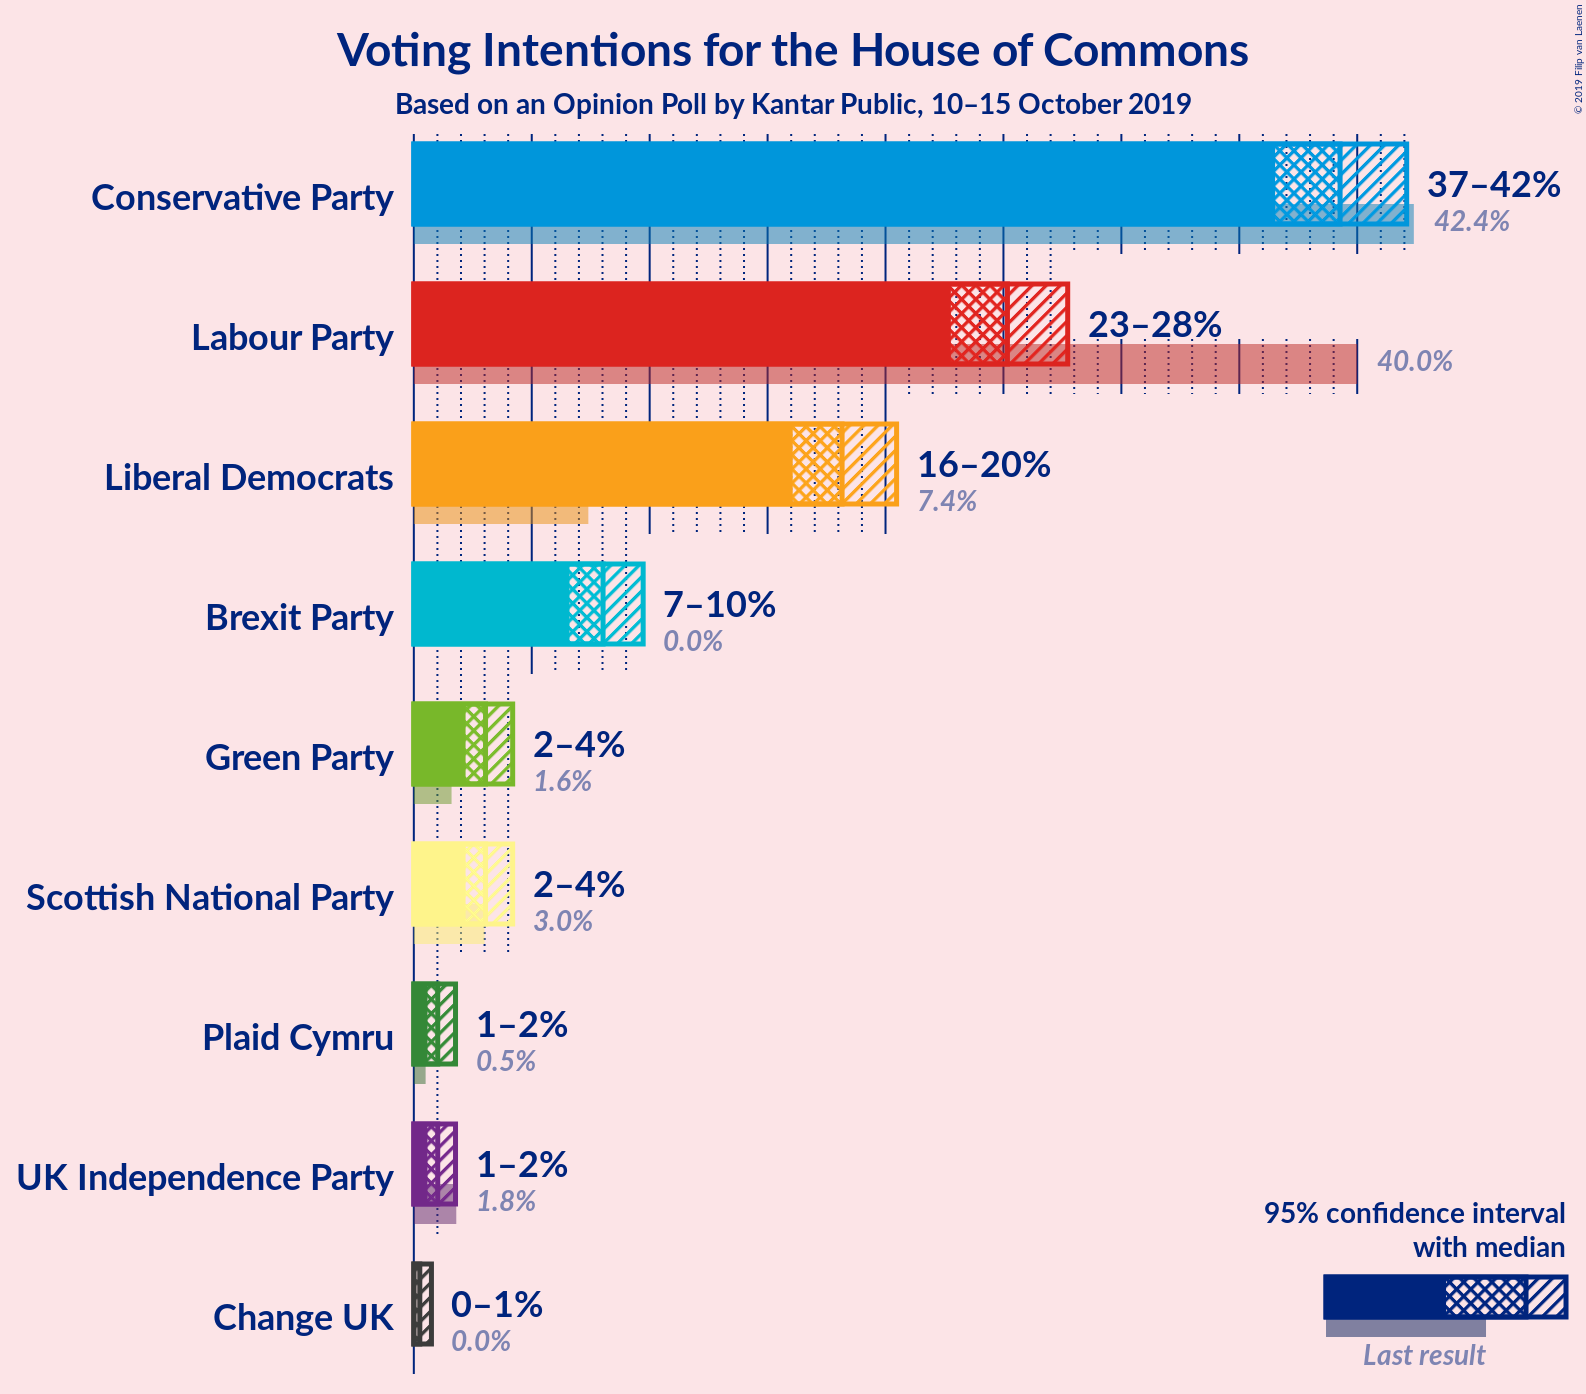 Voting Intentions for the House of Commons
Based on an Opinion Poll by Kantar Public, 10–15 October 2019
© 2019 Filip van Laenen
Conservative Party
37–42%
42.4%
Labour Party
23–28%
40.0%
Liberal Democrats
16–20%
7.4%
Brexit Party
7–10%
0.0%
Green Party
2–4%
1.6%
Scottish National Party
2–4%
3.0%
Plaid Cymru
1–2%
0.5%
UK Independence Party
1–2%
1.8%
Change UK
0–1%
0.0%
95% confidence interval
with median
Last result